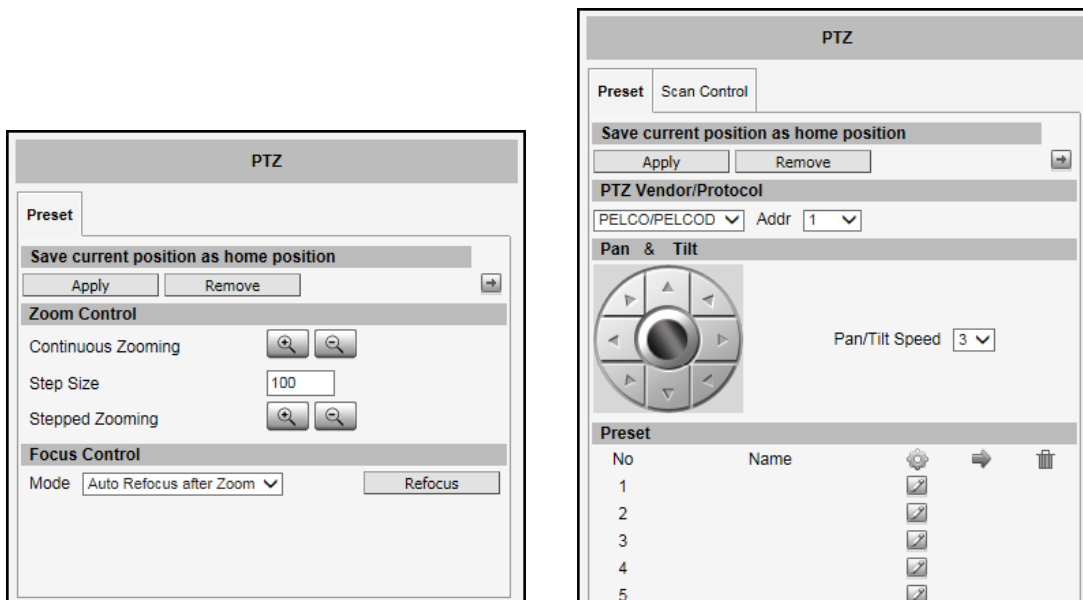 PTZ
Preset
Save current position as home position
Apply Remove
Zoom Control
Continuous Zooming
Step Size 100
Stepped Zooming
Focus Control
Mode Auto Refocus after Zoom Refocus
PTZ
Preset Scan Control
Save current position as home position
Apply Remove
PTZ Vendor/Protocol
PELCO/PELCOD Addr 1
Pan & Tilt
Pan/Tilt Speed 3
Preset
No Name
1
2
3
4
5